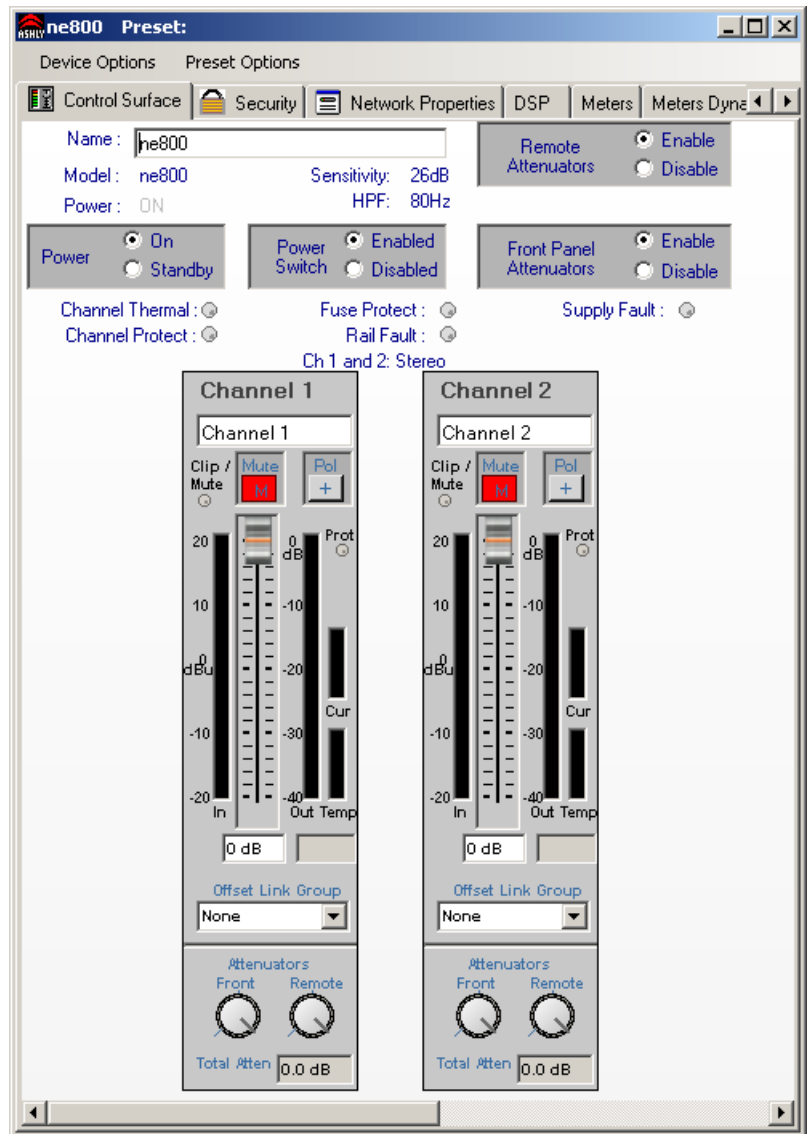 ASHLY ne800 Preset:
Device Options Preset Options
Control Surface Security Network Properties DSP Meters Meters Dyna
Name : ne800
Remote Attenuators Enable Disable
Model : ne800 Sensitivity: 26dB
Power : ON HPF: 80Hz
Power On Standby
Power Switch Enabled Disabled
Front Panel Attenuators Enable Disable
Channel Thermal : Fuse Protect : Supply Fault :
Channel Protect : Rail Fault :
Ch 1 and 2: Stereo
Channel 1
Channel 1
Clip / Mute Mute Pol
M +
20 0 dB Prot
10 -10
0 dBu -20
Cur
-10 -30
-20 -40
In Out Temp
0 dB
Offset Link Group
None
Attenuators
Front Remote
Total Atten 0.0 dB
Channel 2
Channel 2
Clip / Mute Mute Pol
M +
20 0 dB Prot
10 -10
0 dBu -20
Cur
-10 -30
-20 -40
In Out Temp
0 dB
Offset Link Group
None
Attenuators
Front Remote
Total Atten 0.0 dB